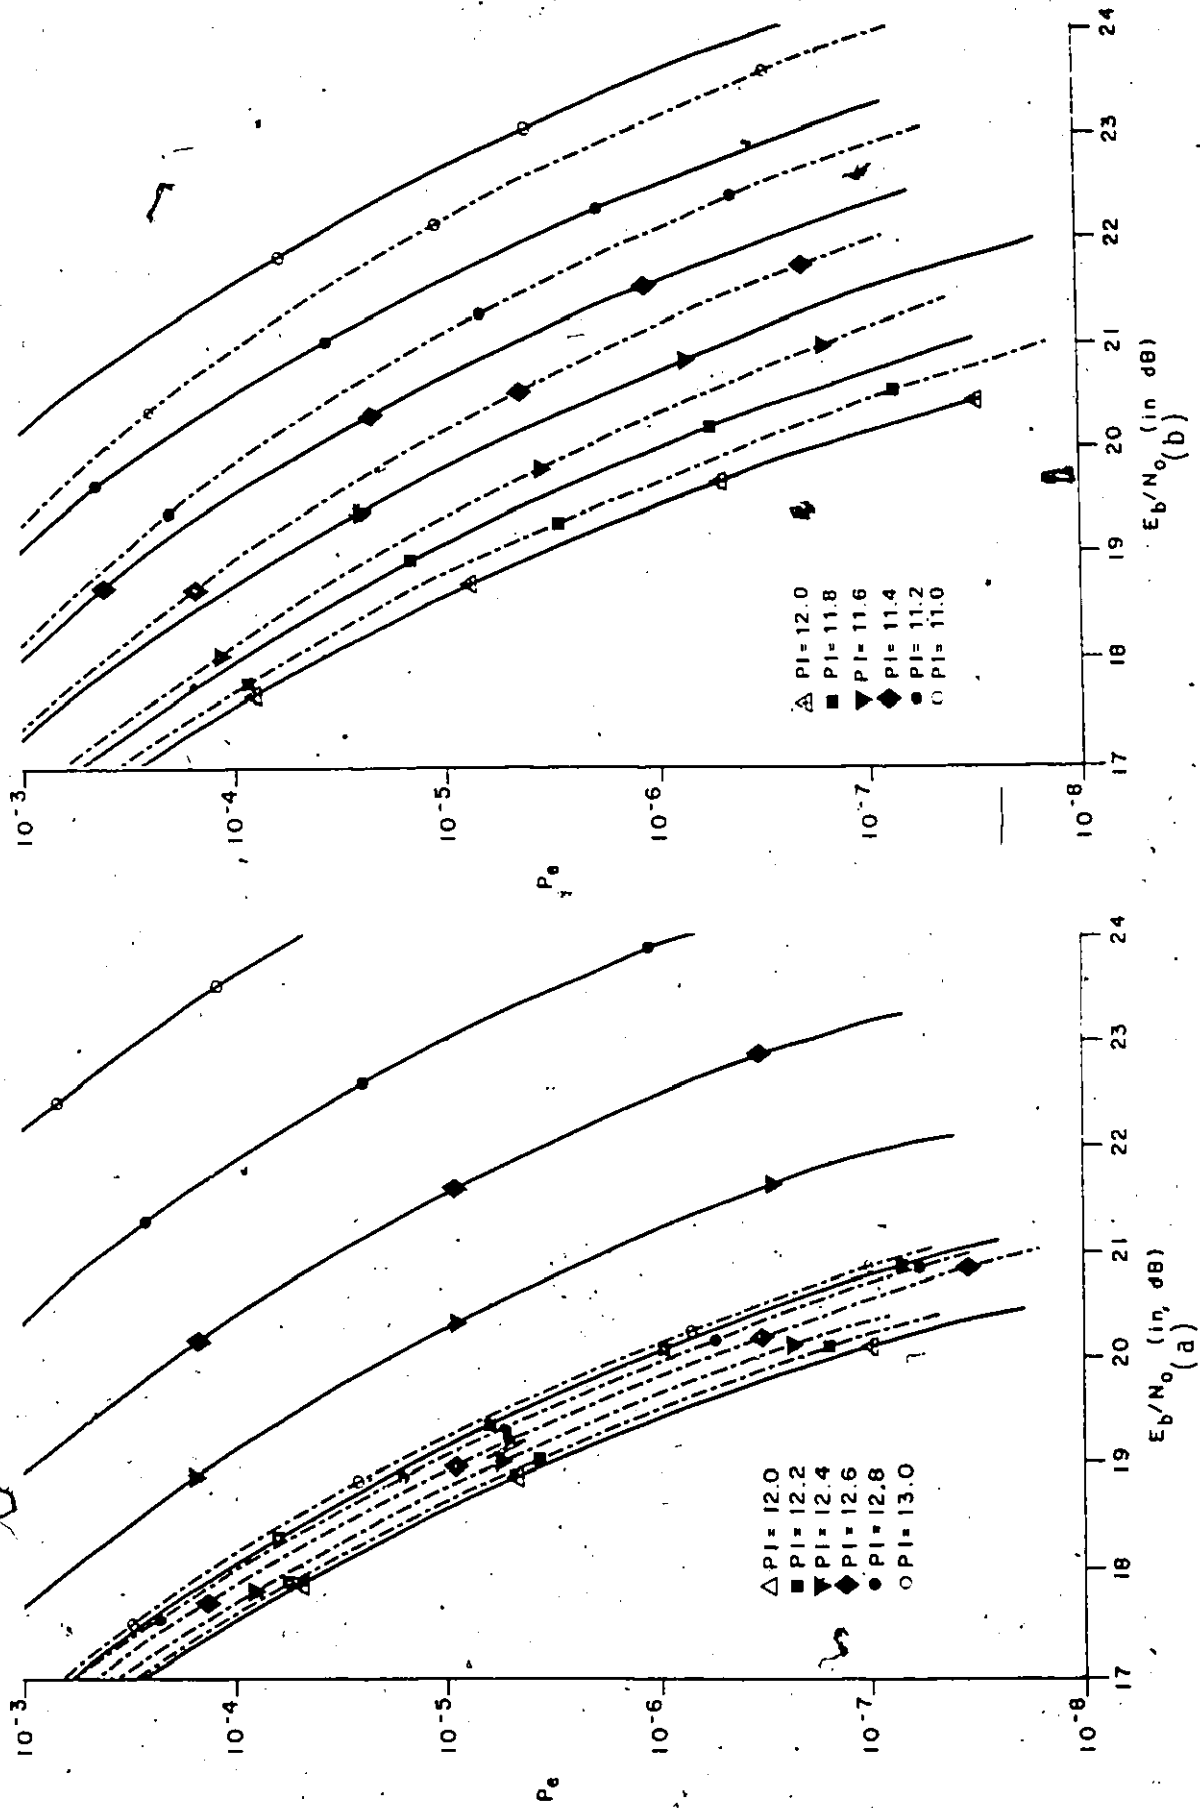 10-3
10-4
10-5
10-6
10-7
10-8
Pe
17
18
19
20
21
22
23
24
Eb/No (in dB)
(a)
△ PI = 12.0
■ PI = 12.2
▼ PI = 12.4
◆ PI = 12.6
● PI = 12.8
○ PI = 13.0
10-3
10-4
10-5
10-6
10-7
10-8
Pe
17
18
19
20
21
22
23
24
Eb/No (in dB)
(b)
△ PI = 12.0
■ PI = 11.8
▼ PI = 11.6
◆ PI = 11.4
● PI = 11.2
○ PI = 11.0